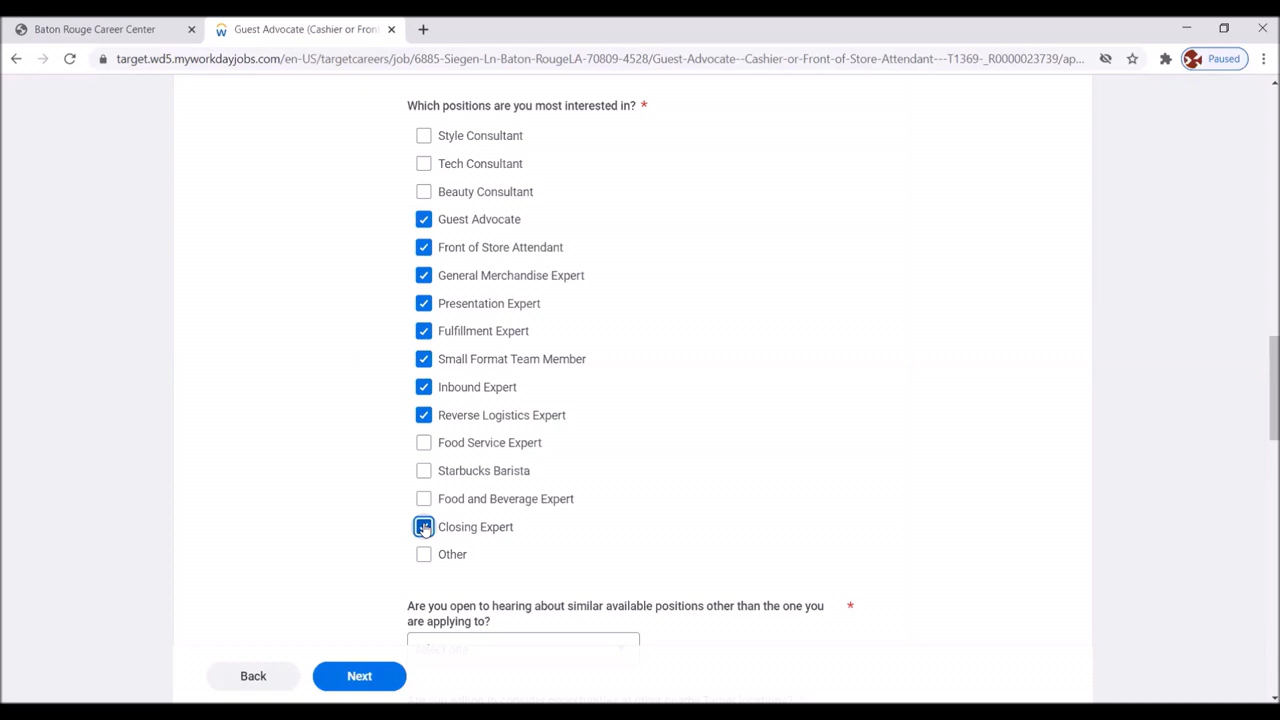 Baton Rouge Career Center
Guest Advocate (Cashier or Front
target.wd5.myworkdayjobs.com/en-US/targetcareers/job/6885-Siegen-Ln-Baton-RougeLA-70809-4528/Guest-Advocate--Cashier-or-Front-of-Store-Attendant---T1369-_R0000023739/ap...
Paused
Which positions are you most interested in? *
Style Consultant
Tech Consultant
Beauty Consultant
Guest Advocate
Front of Store Attendant
General Merchandise Expert
Presentation Expert
Fulfillment Expert
Small Format Team Member
Inbound Expert
Reverse Logistics Expert
Food Service Expert
Starbucks Barista
Food and Beverage Expert
Closing Expert
Other
Are you open to hearing about similar available positions other than the one you *
are applying to?
Back
Next